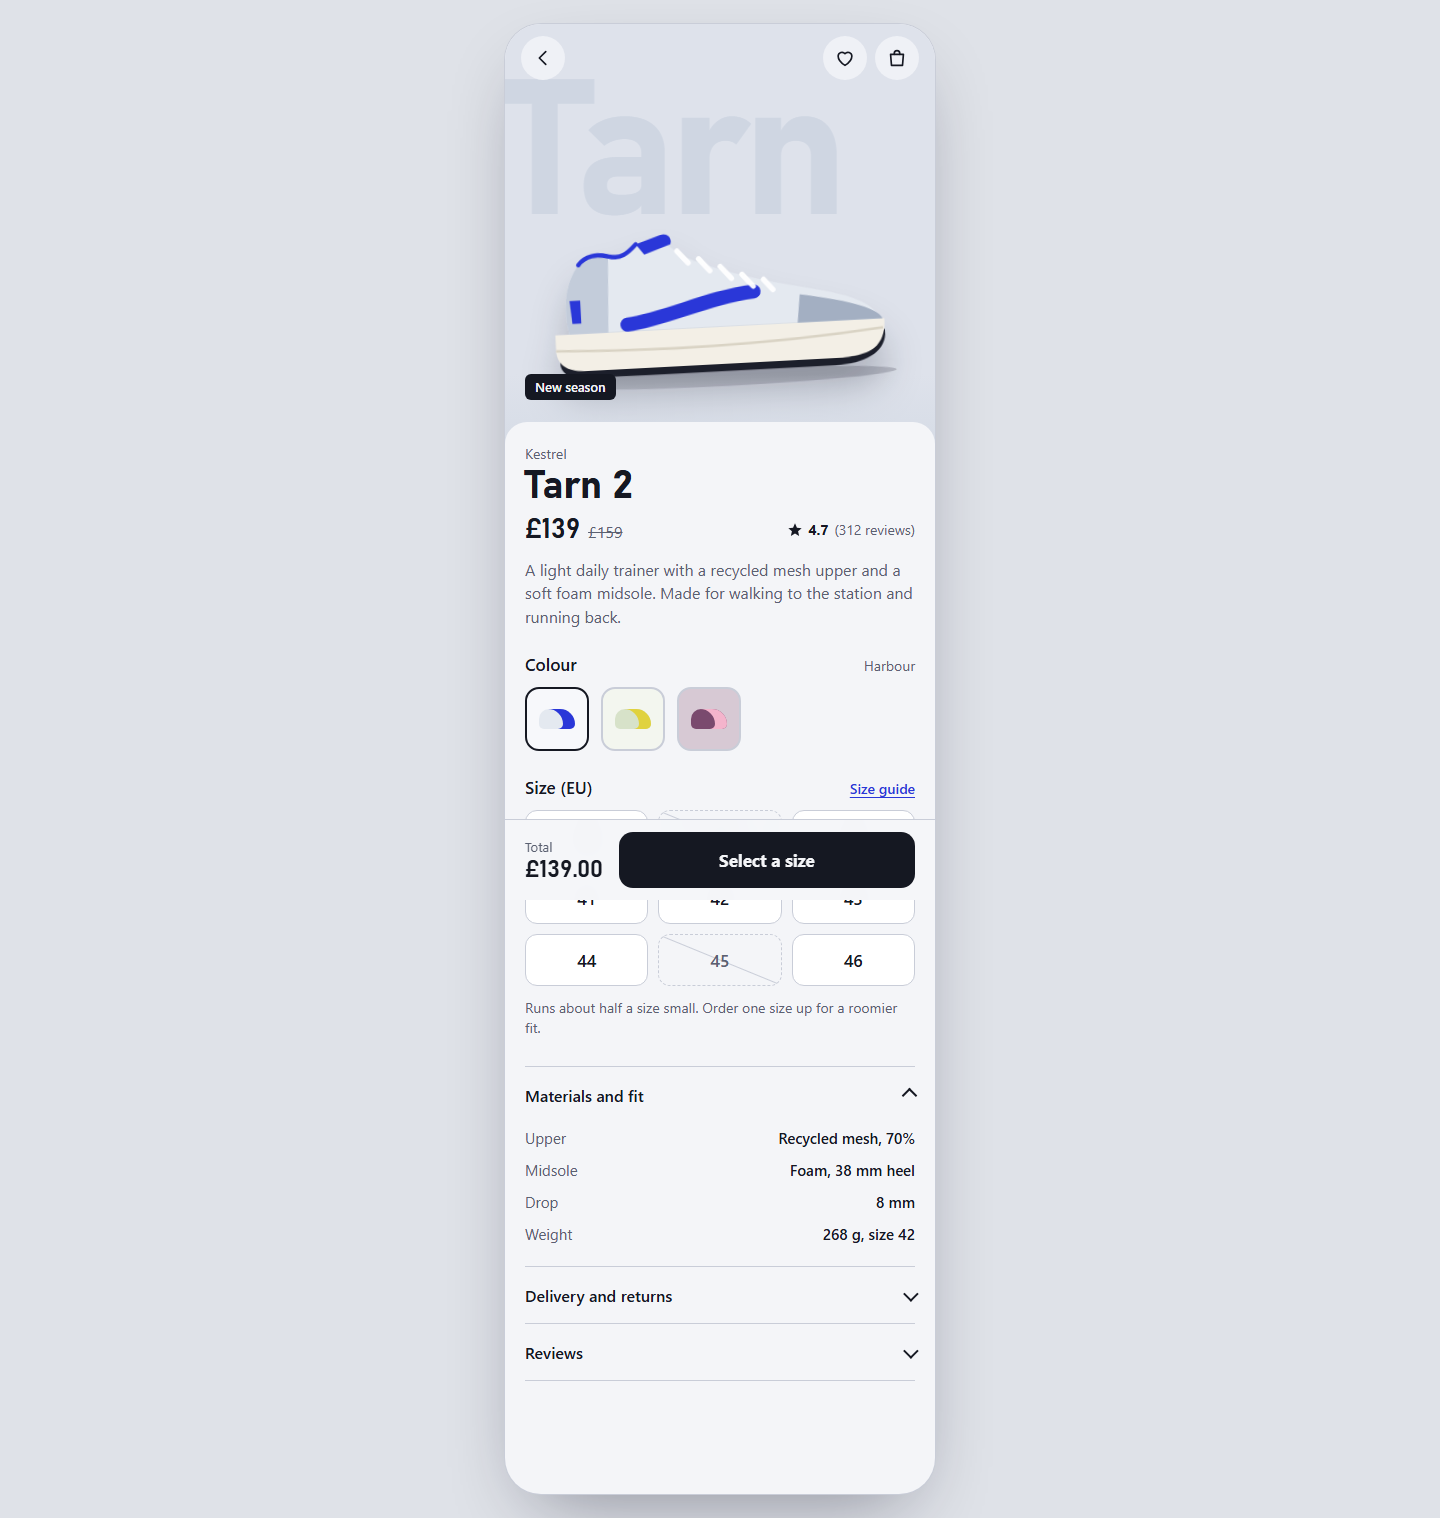 Tarn
New season
Kestrel
Tarn 2
£139 £159
4.7 (312 reviews)
A light daily trainer with a recycled mesh upper and a
soft foam midsole. Made for walking to the station and
running back.
Colour
Harbour
Size (EU)
Size guide
Total
£139.00
Select a size
41
42
43
44
45
46
Runs about half a size small. Order one size up for a roomier
fit.
Materials and fit
Upper
Recycled mesh, 70%
Midsole
Foam, 38 mm heel
Drop
8 mm
Weight
268 g, size 42
Delivery and returns
Reviews